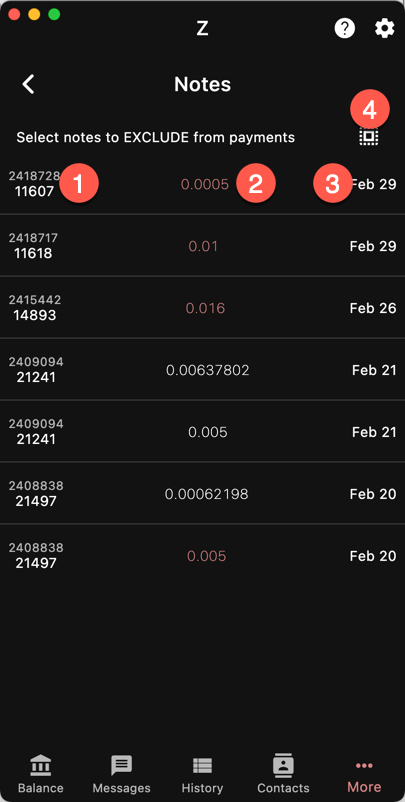 Z
Notes
4
Select notes to EXCLUDE from payments
2418728
11607
1
0.0005
2
3
Feb 29
2418717
11618
0.01
Feb 29
2415442
14893
0.016
Feb 26
2409094
21241
0.00637802
Feb 21
2409094
21241
0.005
Feb 21
2408838
21497
0.00062198
Feb 20
2408838
21497
0.005
Feb 20
Balance
Messages
History
Contacts
More